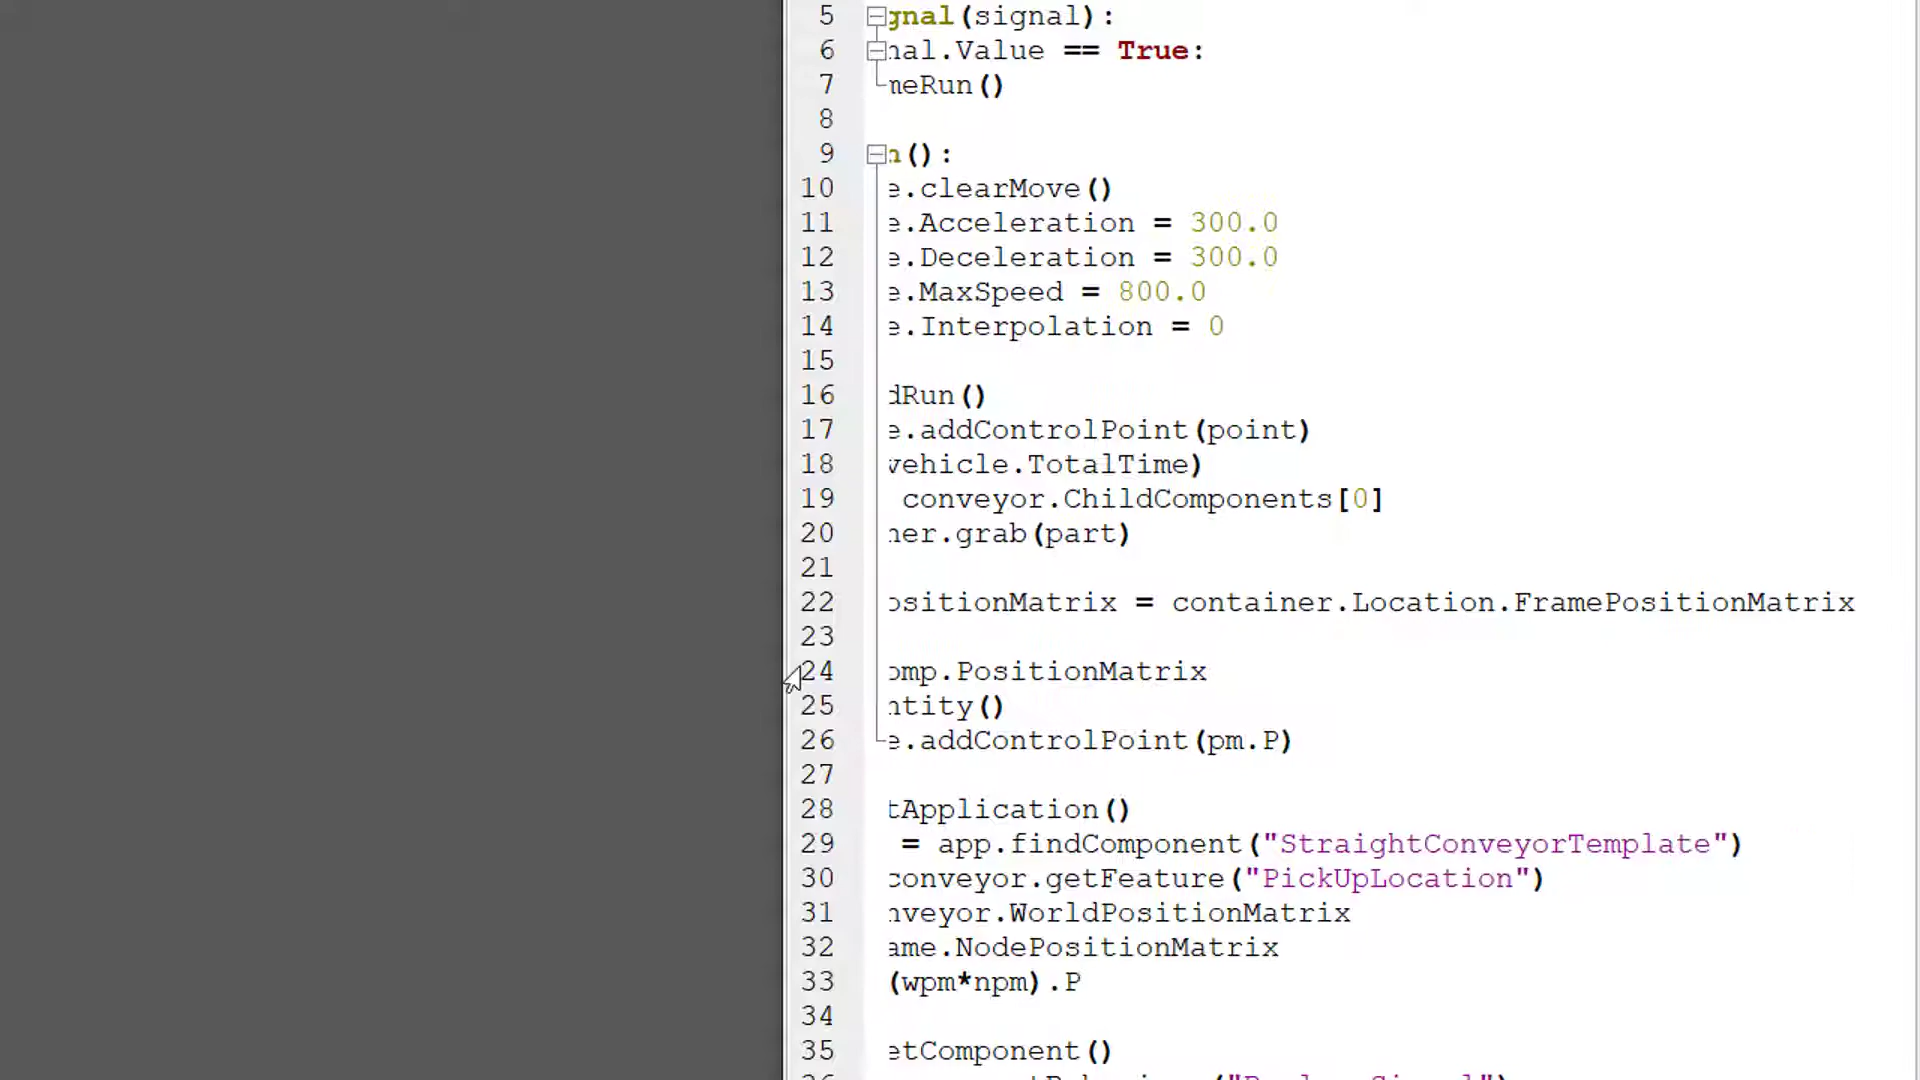 5 gnal(signal):
6 nal.Value == True:
7 meRun()
8
9 n():
10 e.clearMove()
11 e.Acceleration = 300.0
12 e.Deceleration = 300.0
13 e.MaxSpeed = 800.0
14 e.Interpolation = 0
15
16 dRun()
17 e.addControlPoint(point)
18 vehicle.TotalTime)
19 conveyor.ChildComponents[0]
20 ner.grab(part)
21
22 ositionMatrix = container.Location.FramePositionMatrix
23
24 omp.PositionMatrix
25 ntity()
26 e.addControlPoint(pm.P)
27
28 tApplication()
29 = app.findComponent("StraightConveyorTemplate")
30 conveyor.getFeature("PickUpLocation")
31 nveyor.WorldPositionMatrix
32 ame.NodePositionMatrix
33 (wpm*npm).P
34
35 etComponent()